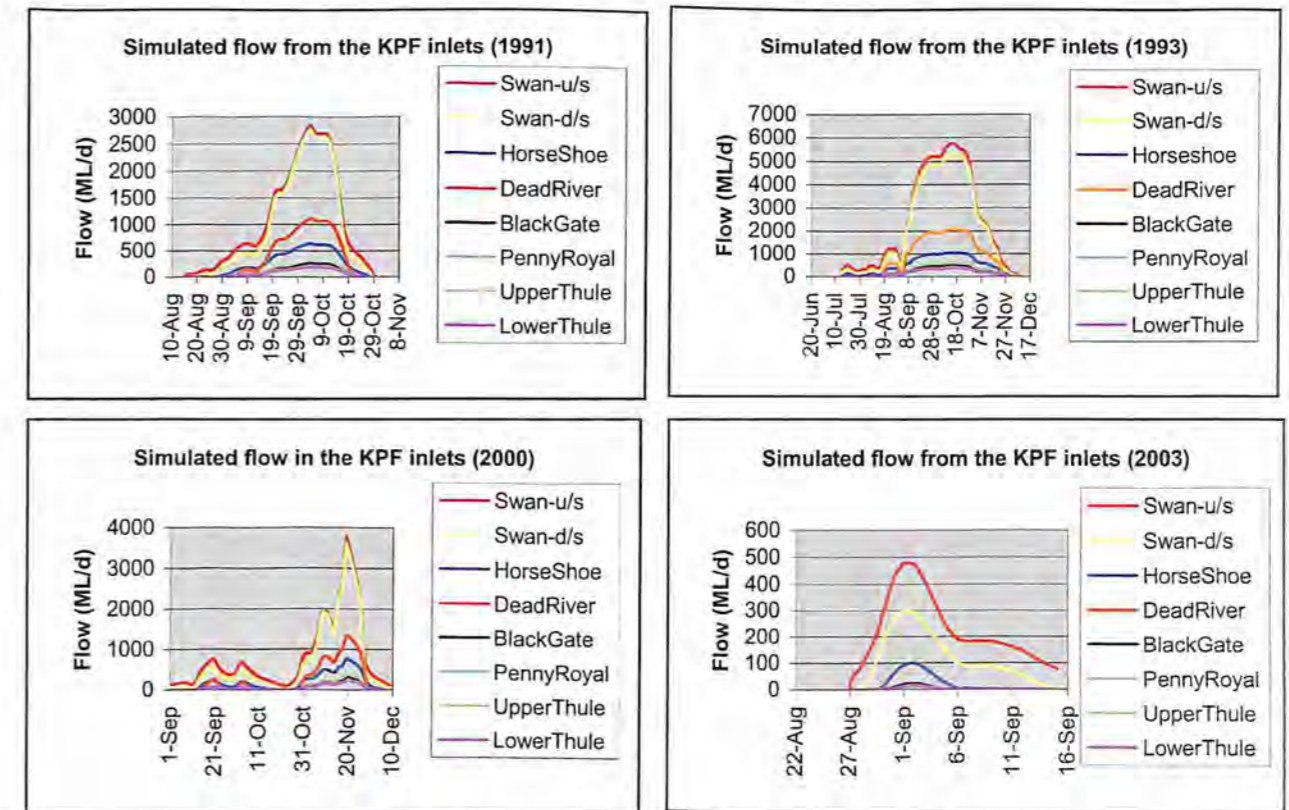 Simulated flow from the KPF inlets (1991)
Flow (ML/d)
3000
2500
2000
1500
1000
500
0
10-Aug
20-Aug
30-Aug
9-Sep
19-Sep
29-Sep
9-Oct
19-Oct
29-Oct
8-Nov
Swan-u/s
Swan-d/s
HorseShoe
DeadRiver
BlackGate
PennyRoyal
UpperThule
LowerThule
Simulated flow from the KPF inlets (1993)
Flow (ML/d)
7000
6000
5000
4000
3000
2000
1000
0
20-Jun
10-Jul
30-Jul
19-Aug
8-Sep
28-Sep
18-Oct
7-Nov
27-Nov
17-Dec
Swan-u/s
Swan-d/s
Horseshoe
DeadRiver
BlackGate
PennyRoyal
UpperThule
LowerThule
Simulated flow in the KPF inlets (2000)
Flow (ML/d)
4000
3000
2000
1000
0
1-Sep
21-Sep
11-Oct
31-Oct
20-Nov
10-Dec
Swan-u/s
Swan-d/s
HorseShoe
DeadRiver
BlackGate
PennyRoyal
UpperThule
LowerThule
Simulated flow from the KPF inlets (2003)
Flow (ML/d)
600
500
400
300
200
100
0
22-Aug
27-Aug
1-Sep
6-Sep
11-Sep
16-Sep
Swan-u/s
Swan-d/s
HorseShoe
DeadRiver
BlackGate
PennyRoyal
UpperThule
LowerThule